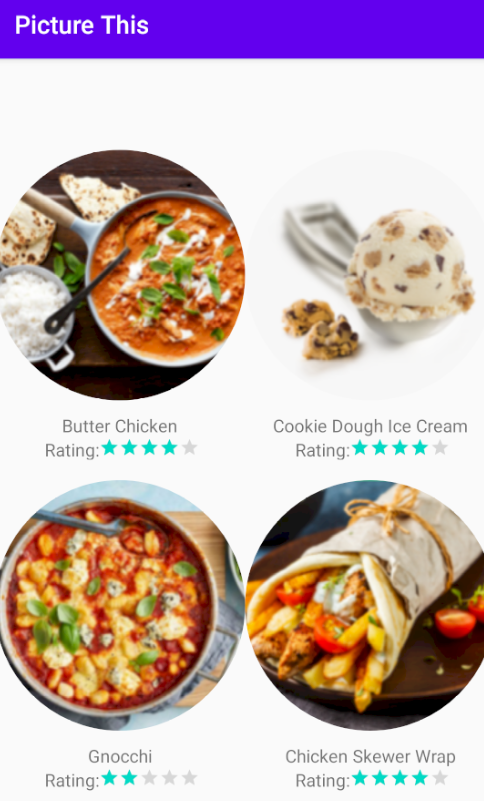 Picture This
Butter Chicken
Rating:
Cookie Dough Ice Cream
Rating:
Gnocchi
Rating:
Chicken Skewer Wrap
Rating: